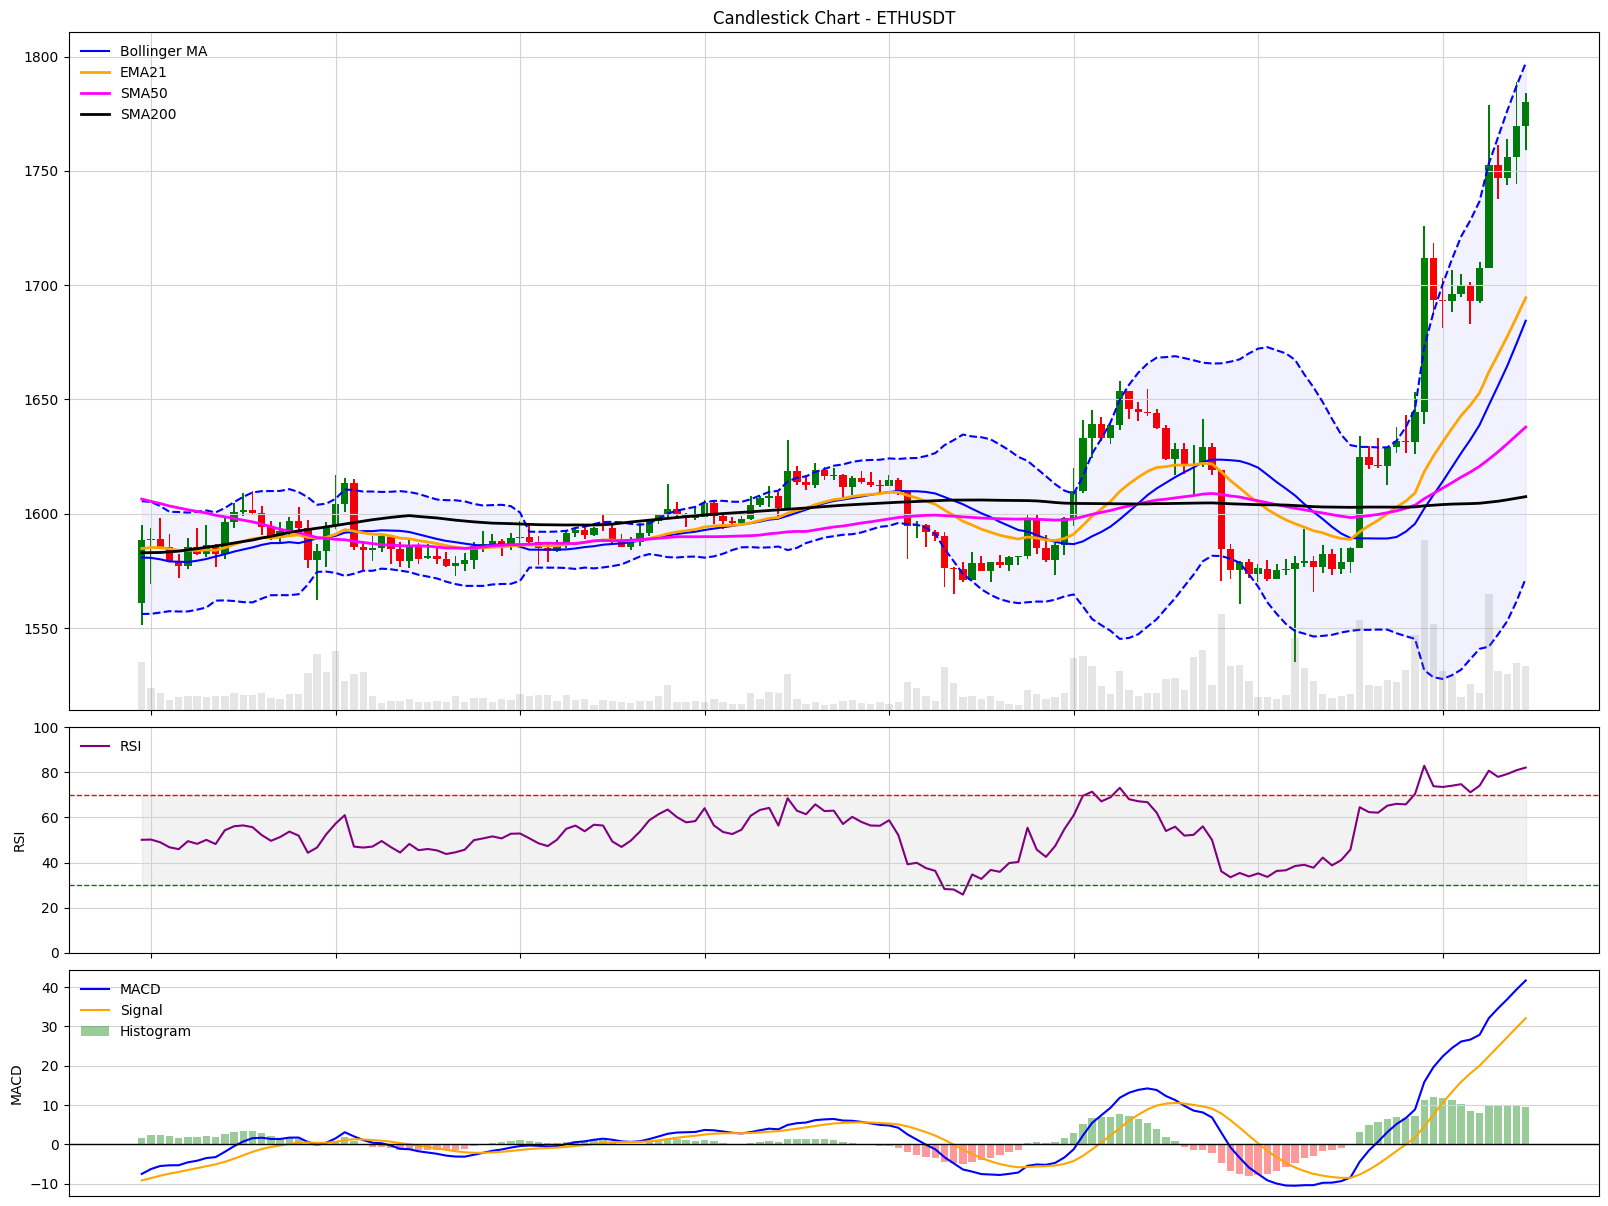 Candlestick Chart - ETHUSDT
Bollinger MA
EMA21
SMA50
SMA200
1800
1750
1700
1650
1600
1550
RSI
100
80
60
40
20
0
RSI
MACD
Signal
Histogram
40
30
20
10
0
−10
MACD